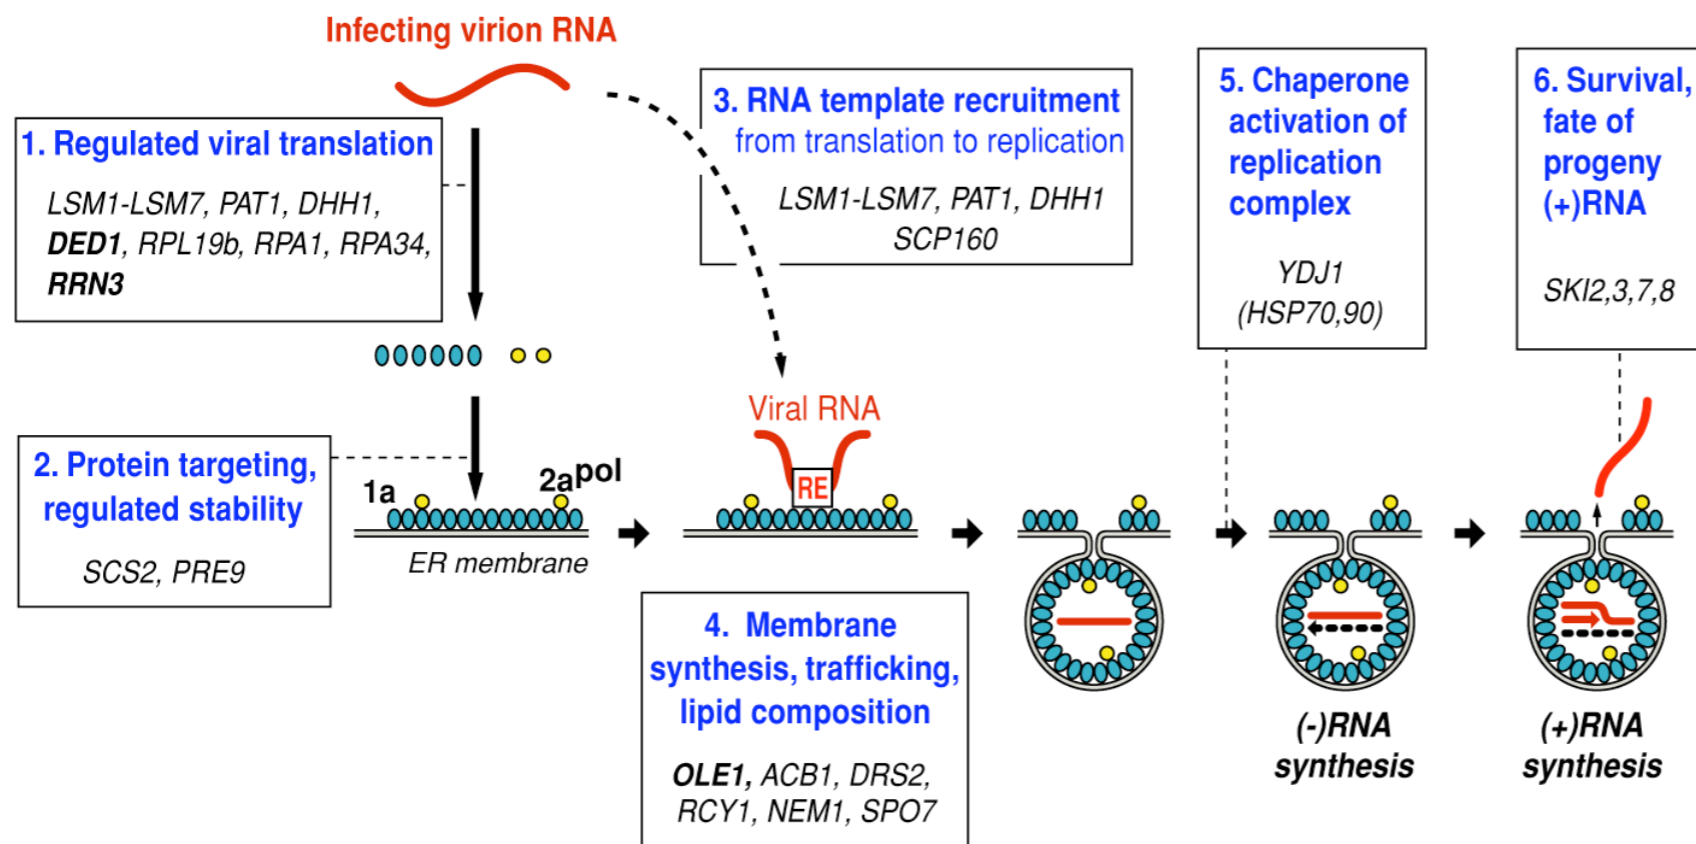 Infecting virion RNA
1. Regulated viral translation
LSM1-LSM7, PAT1, DHH1,
DED1, RPL19b, RPA1, RPA34,
RRN3
2. Protein targeting,
regulated stability
SCS2, PRE9
1a
2apol
ER membrane
3. RNA template recruitment
from translation to replication
LSM1-LSM7, PAT1, DHH1
SCP160
Viral RNA
RE
4. Membrane
synthesis, trafficking,
lipid composition
OLE1, ACB1, DRS2,
RCY1, NEM1, SPO7
5. Chaperone
activation of
replication
complex
YDJ1
(HSP70,90)
(-)RNA
synthesis
6. Survival,
fate of
progeny
(+)RNA
SKI2,3,7,8
(+)RNA
synthesis